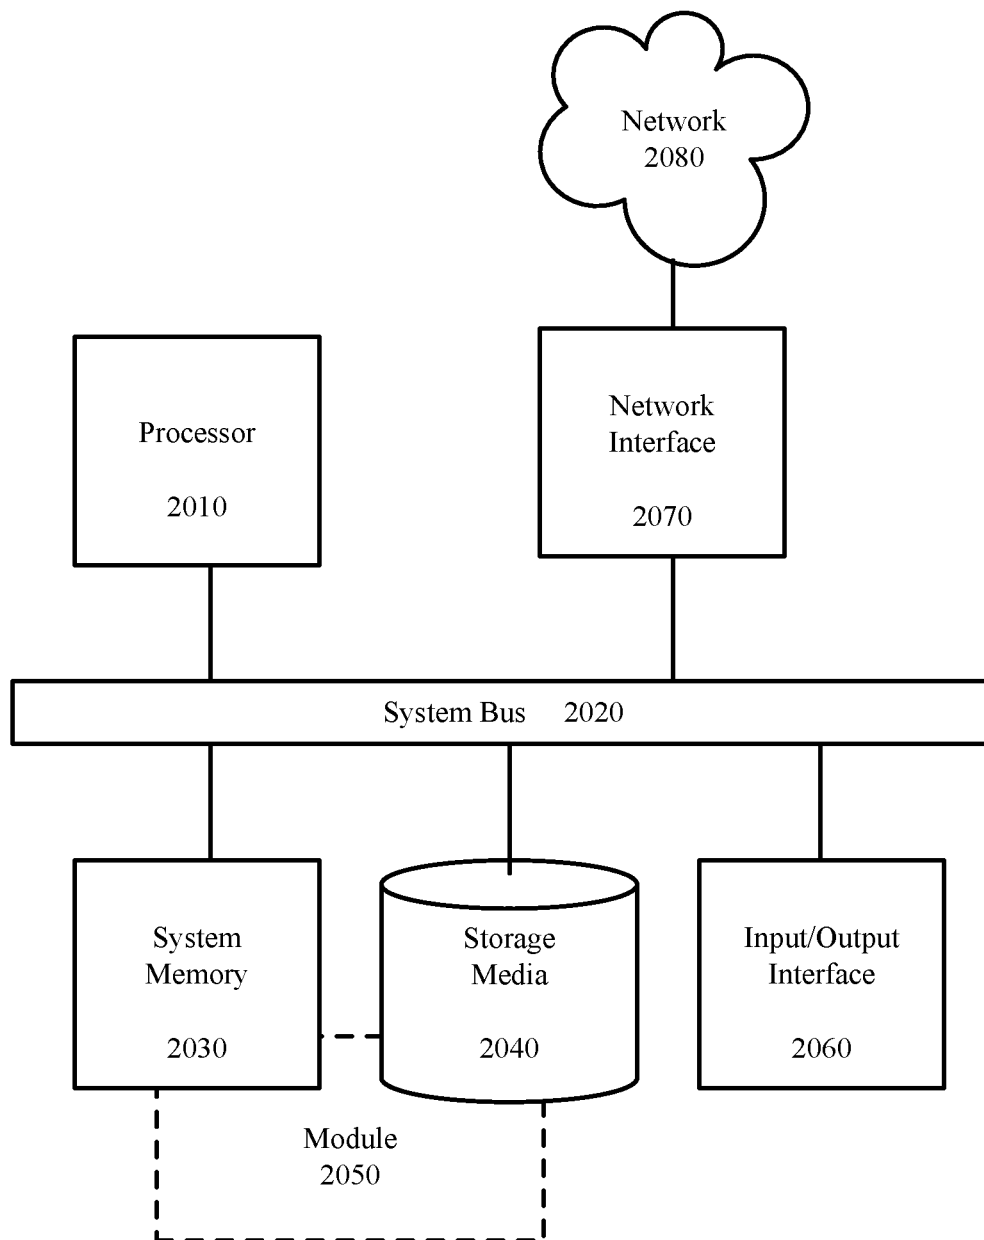 Network
2080
Processor
2010
Network
Interface
2070
System Bus 2020
System
Memory
2030
Storage
Media
2040
Input/Output
Interface
2060
Module
2050